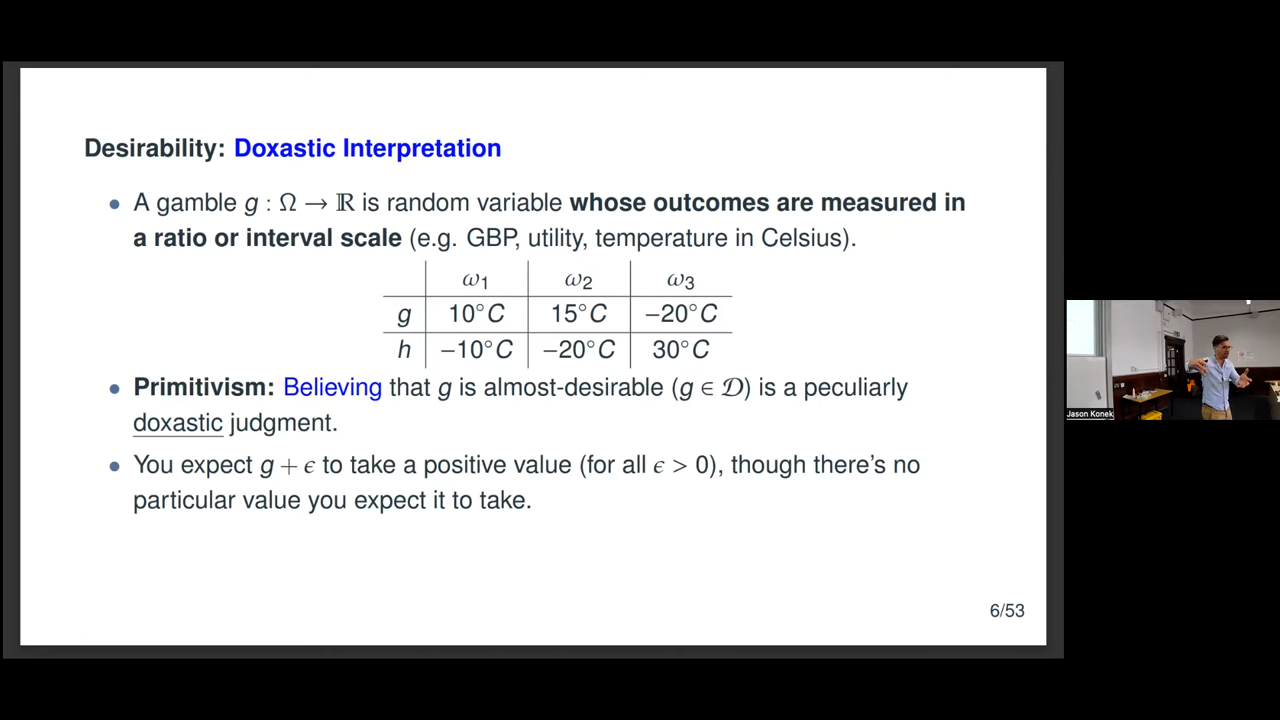 Desirability: Doxastic Interpretation
• A gamble g : Ω → ℝ is random variable whose outcomes are measured in
a ratio or interval scale (e.g. GBP, utility, temperature in Celsius).
ω1 ω2 ω3
g 10°C 15°C −20°C
h −10°C −20°C 30°C
• Primitivism: Believing that g is almost-desirable (g ∈ 𝒟) is a peculiarly
doxastic judgment.
• You expect g + ϵ to take a positive value (for all ϵ > 0), though there's no
particular value you expect it to take.
6/53
Jason Konek